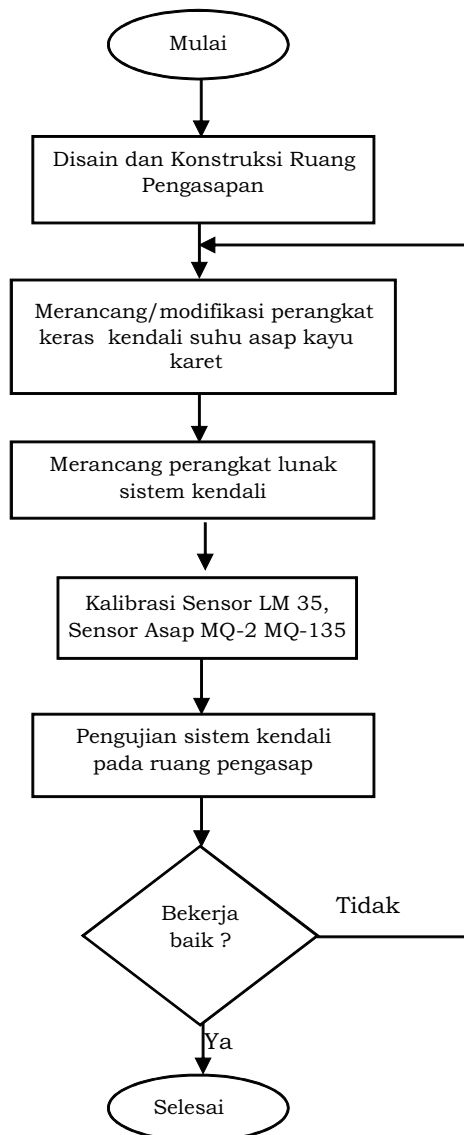 Mulai
Disain dan Konstruksi Ruang
Pengasapan
Merancang/modifikasi perangkat
keras kendali suhu asap kayu
karet
Merancang perangkat lunak
sistem kendali
Kalibrasi Sensor LM 35,
Sensor Asap MQ-2 MQ-135
Pengujian sistem kendali
pada ruang pengasap
Bekerja
baik ?
Tidak
Ya
Selesai